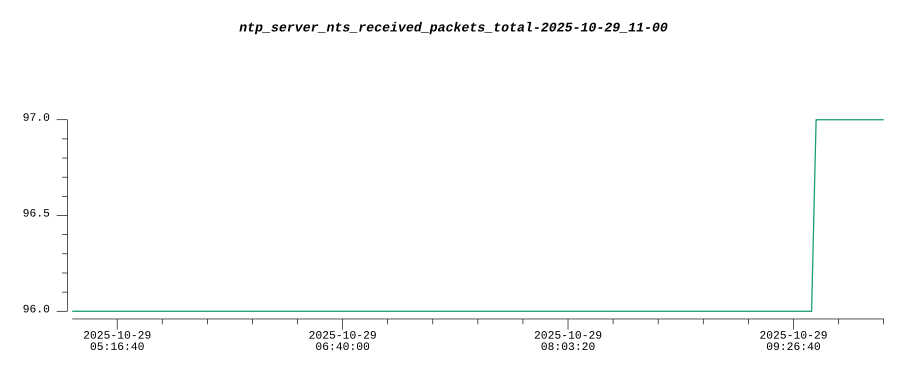 ntp_server_nts_received_packets_total-2025-10-29_11-00
97.0
96.5
96.0
2025-10-29 2025-10-29 2025-10-29 2025-10-29
05:16:40 06:40:00 08:03:20 09:26:40